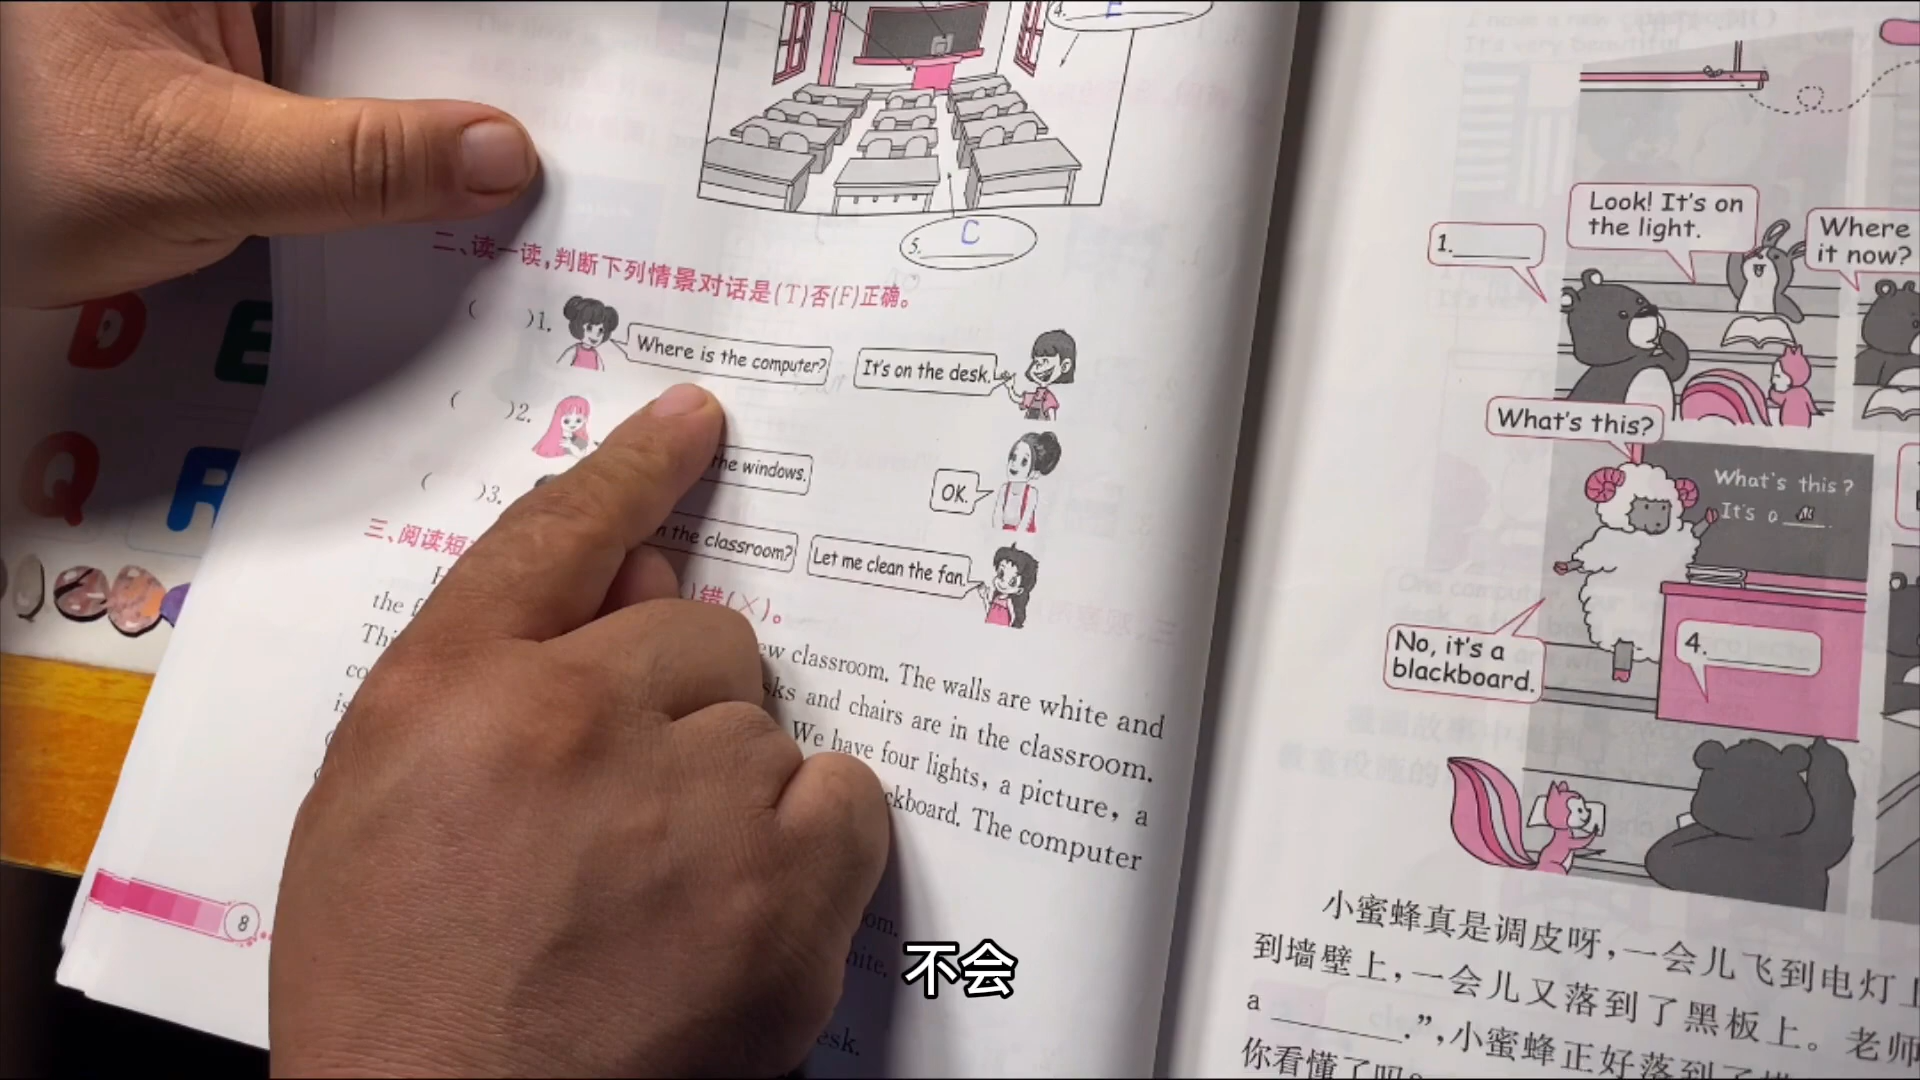 4. E
5. C
二、读一读,判断下列情景对话是(T)否(F)正确。
( )1. Where is the computer? It's on the desk.
( )2. the windows. OK.
( )3. the classroom? Let me clean the fan.
三、阅读短
)错(×)。
the
classroom. The walls are white and
and chairs are in the classroom.
We have four lights, a picture, a
The computer
esk.
8
D
E
Q
R
Look! It's on
the light.
1.
Where
it now?
What's this?
What's this?
It's a
No, it's a
blackboard.
4.
小蜜蜂真是调皮呀,一会儿飞到电灯上
到墙壁上,一会儿又落到了黑板上。老师
a ______.”,小蜜蜂正好落到了
你看懂了吗?
不会